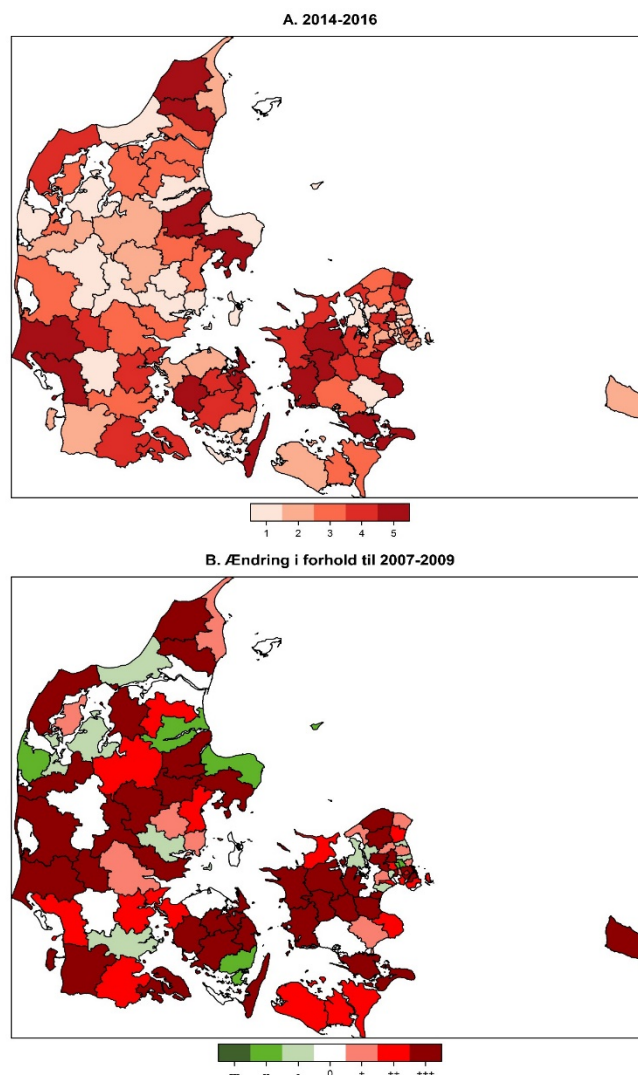 A. 2014-2016
1 2 3 4 5
B. Ændring i forhold til 2007-2009
--- -- - 0 + ++ +++